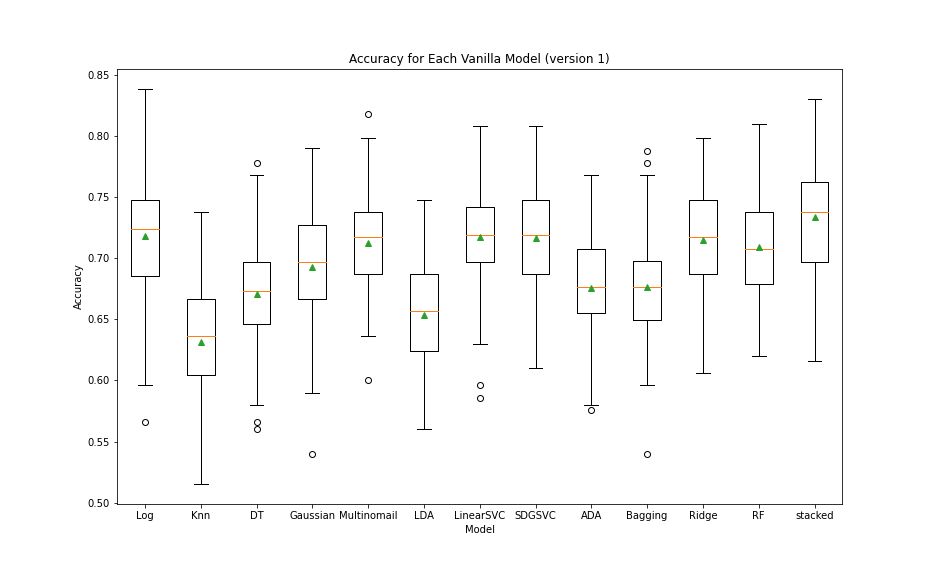 Accuracy for Each Vanilla Model (version 1)
0.85
0.80
0.75
0.70
0.65
0.60
0.55
0.50
Accuracy
Log Knn DT Gaussian Multinomail LDA LinearSVC SDGSVC ADA Bagging Ridge RF stacked
Model